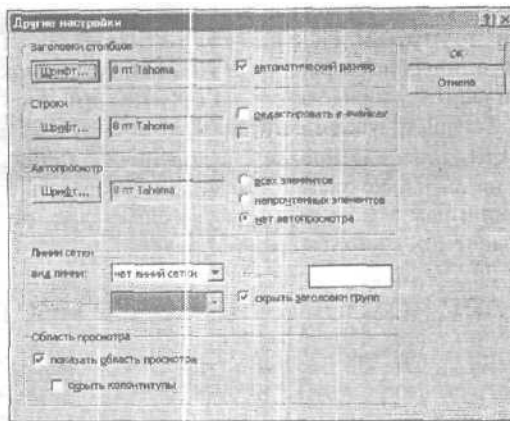 Другие настройки
Заголовки столбцов
Шрифт... 8 пт Tahoma автоматический размер
ОК
Отмена
Строки
Шрифт... 8 пт Tahoma редактировать в ячейках
Автопросмотр
Шрифт... 8 пт Tahoma
всех элементов
непрочтенных элементов
нет автопросмотра
Линии сетки
вид линии: нет линий сетки
скрыть заголовки групп
Область просмотра
показать область просмотра
скрыть колонтитулы